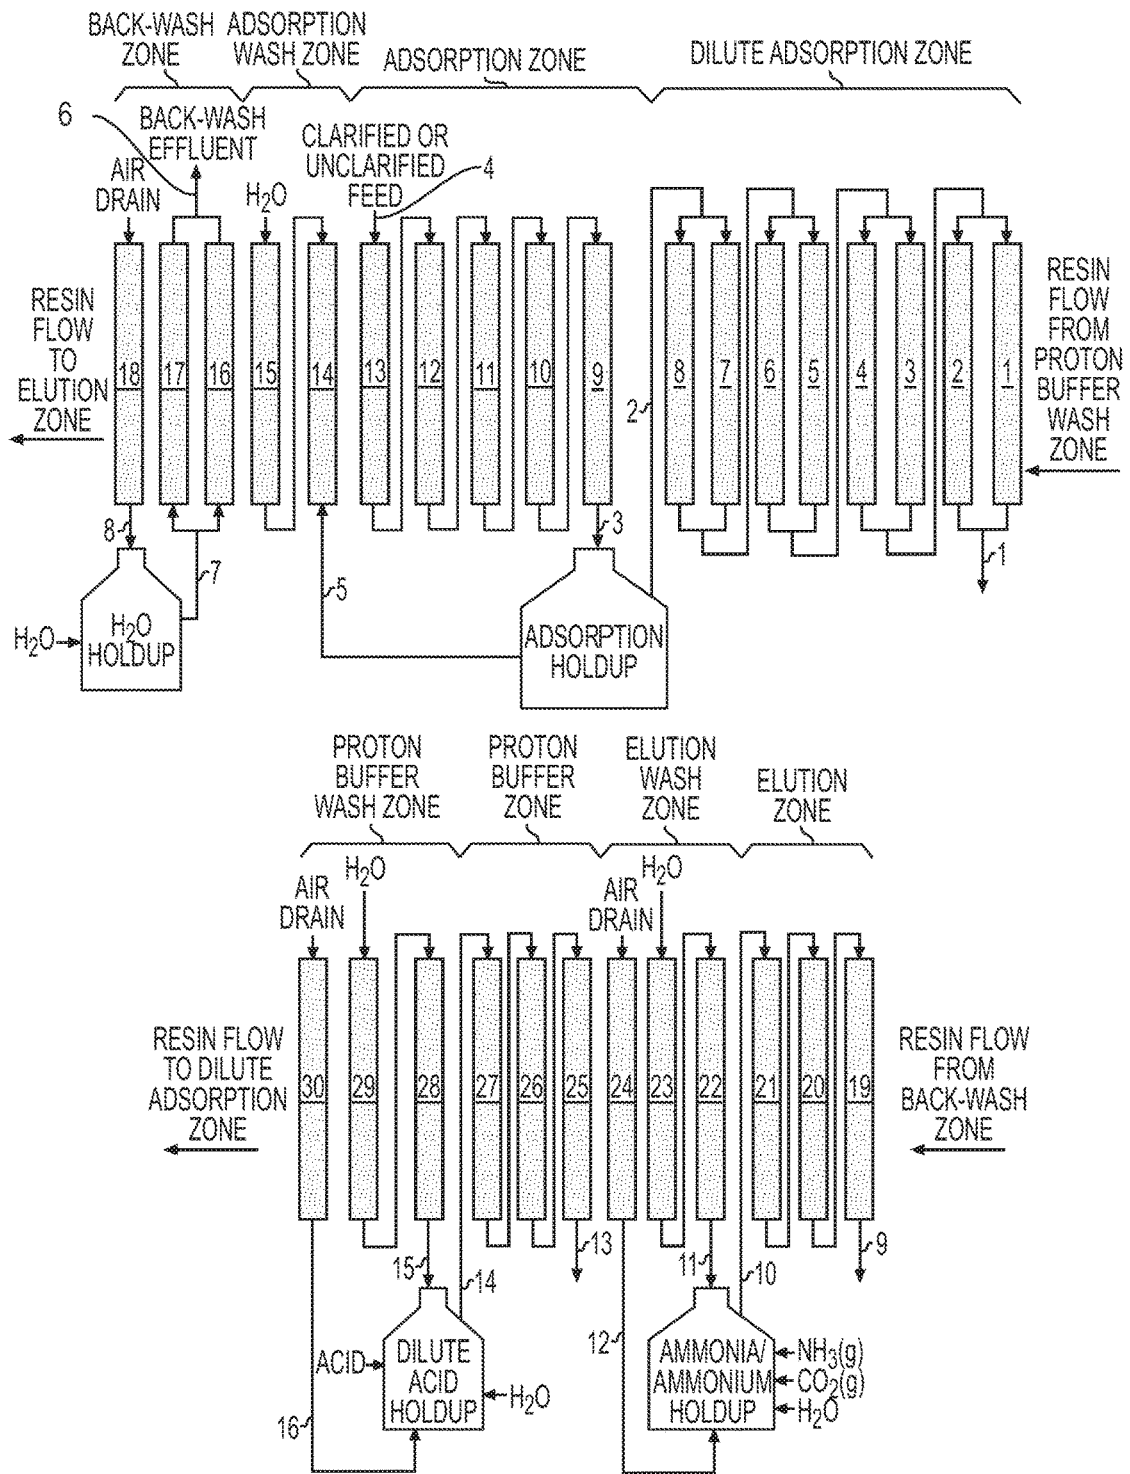 BACK-WASH
ZONE
ADSORPTION
WASH ZONE
ADSORPTION ZONE
DILUTE ADSORPTION ZONE
6
BACK-WASH
EFFLUENT
AIR
DRAIN
H2O
CLARIFIED OR
UNCLARIFIED
FEED
4
RESIN
FLOW
TO
ELUTION
ZONE
18
17
16
15
14
13
12
11
10
9
2
8
7
6
5
4
3
2
1
RESIN
FLOW
FROM
PROTON
BUFFER
WASH
ZONE
8
7
5
3
1
H2O
H2O
HOLDUP
ADSORPTION
HOLDUP
PROTON
BUFFER
WASH ZONE
PROTON
BUFFER
ZONE
ELUTION
WASH
ZONE
ELUTION
ZONE
AIR
DRAIN
H2O
AIR
DRAIN
H2O
RESIN FLOW
TO DILUTE
ADSORPTION
ZONE
30
29
28
27
26
25
24
23
22
21
20
19
RESIN FLOW
FROM
BACK-WASH
ZONE
15
14
13
11
10
9
12
16
ACID
DILUTE
ACID
HOLDUP
H2O
AMMONIA/
AMMONIUM
HOLDUP
NH3(g)
CO2(g)
H2O